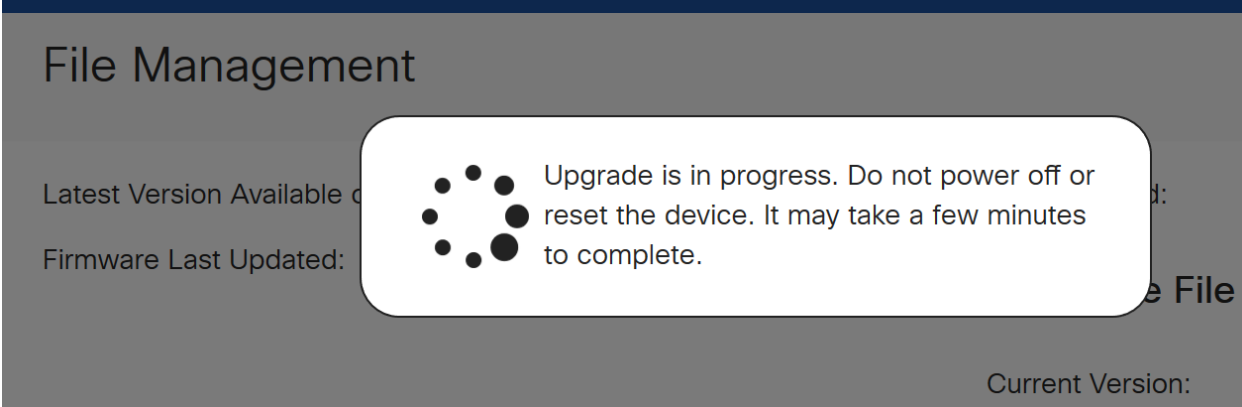 File Management
Upgrade is in progress. Do not power off or
reset the device. It may take a few minutes
to complete.
Latest Version Available
Firmware Last Updated:
File
Current Version: